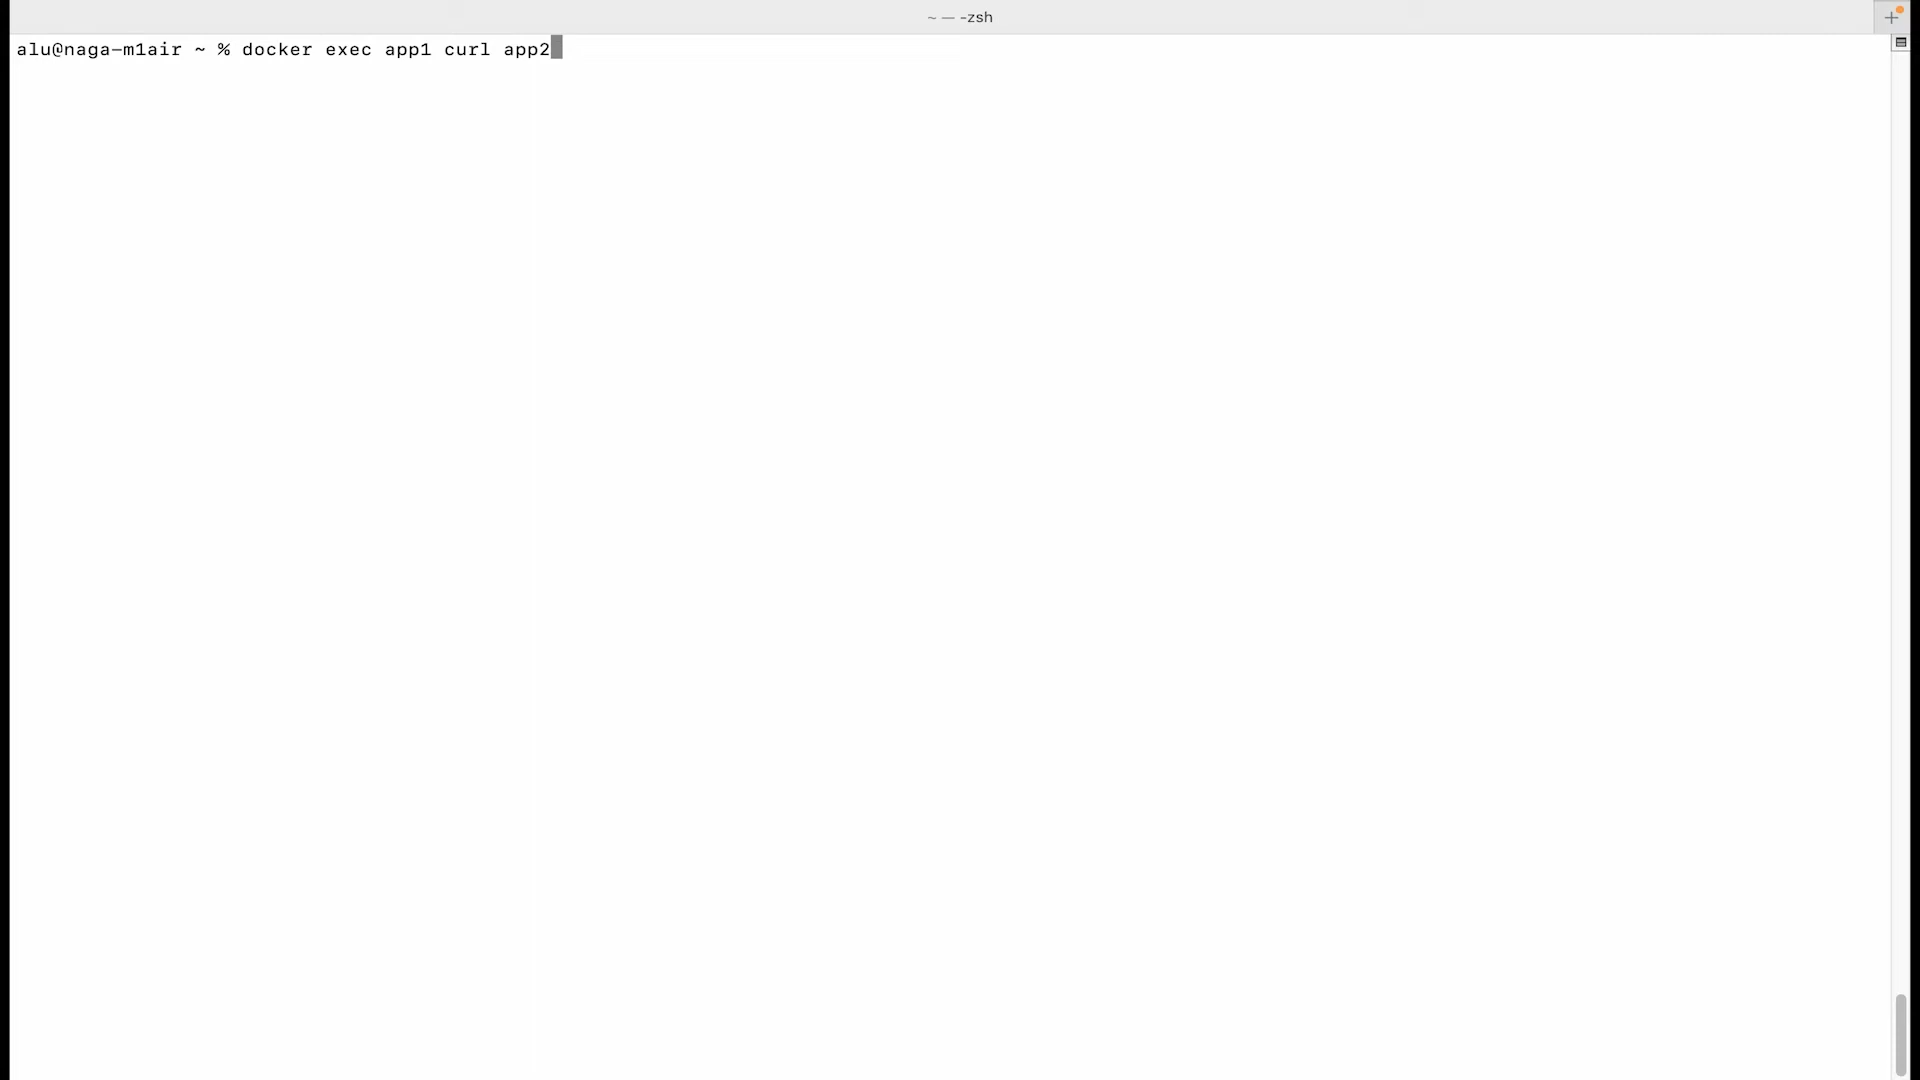 ~ — -zsh
alu@naga-m1air ~ % docker exec app1 curl app2